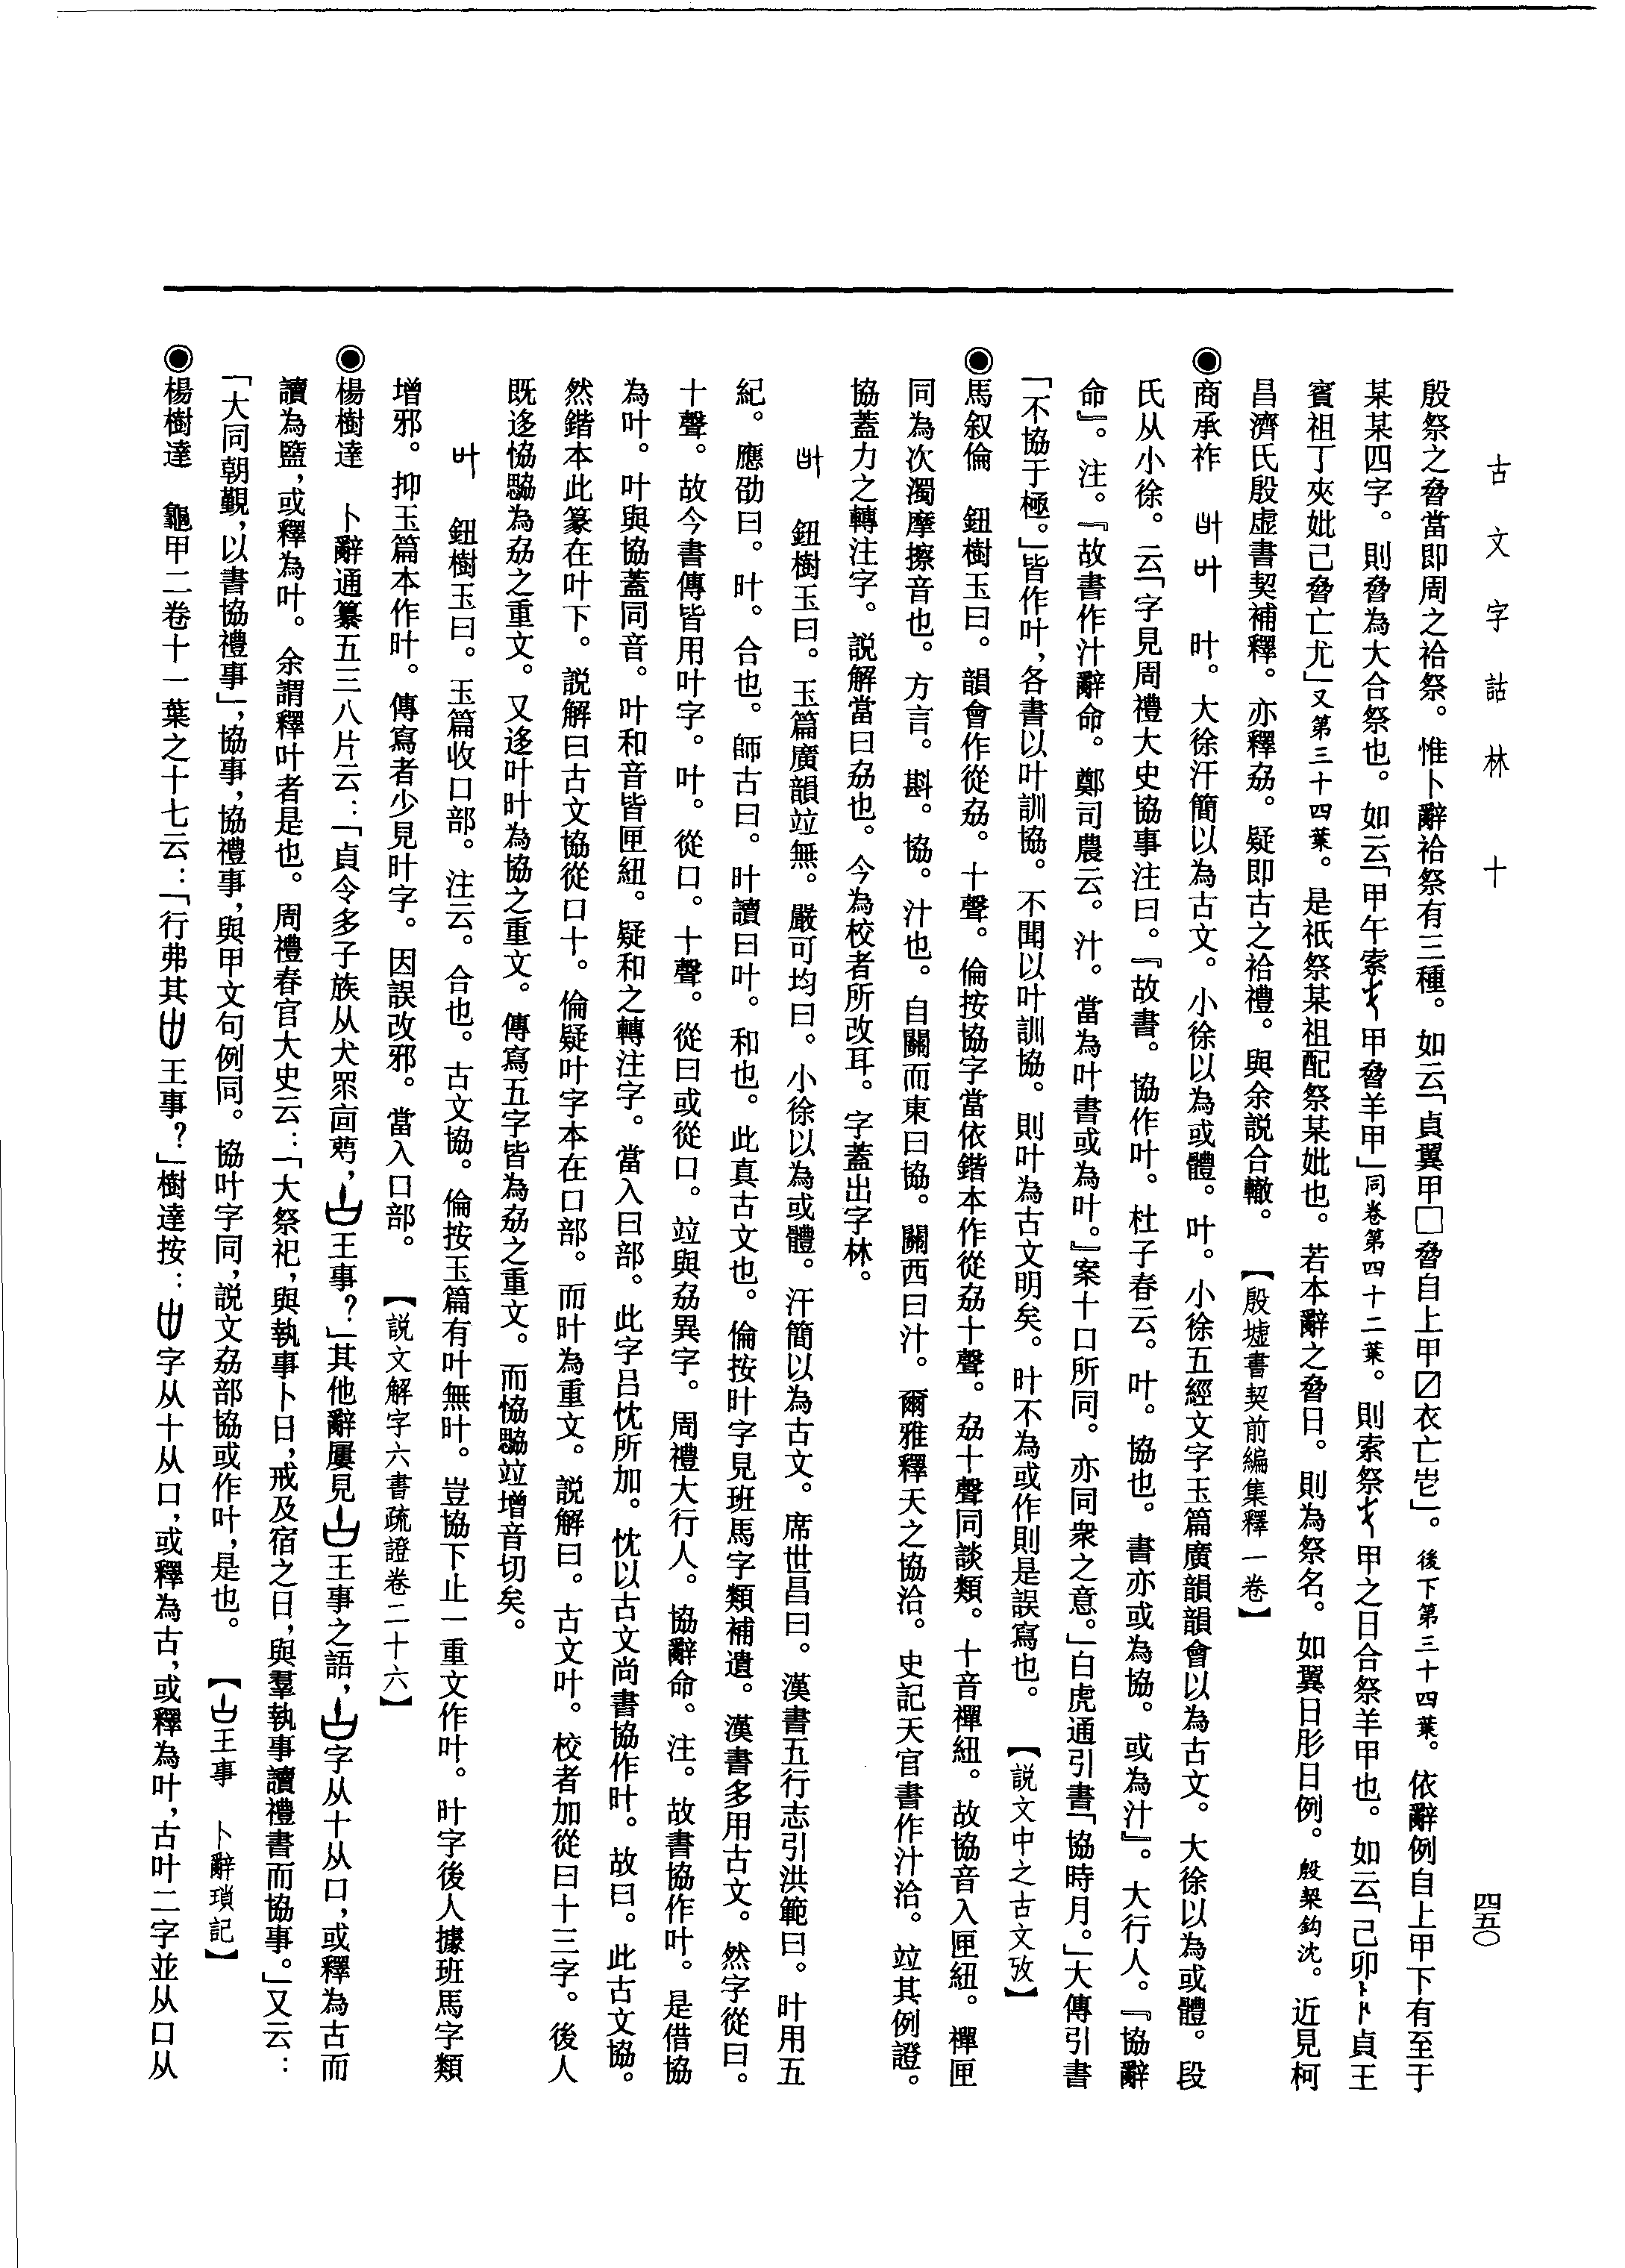 古文字詁林　十
四五〇
殷祭之脅當即周之祫祭。惟卜辭祫祭有三種。如云「貞翼甲□脅自上甲〼衣亡㞢」。後下第三十四葉。依辭例自上甲下有至于
某某四字。則脅為大合祭也。如云「甲午索 甲脅羊甲」同卷第四十二葉。則索祭 甲之日合祭羊甲也。如云「己卯卜 貞王
賓祖丁夾妣己脅亡尤」又第三十四葉。是祇祭某祖配祭某妣也。若本辭之脅日。則為祭名。如翼日肜日例。殷栔鈎沈。近見柯
昌濟氏殷虛書契補釋。亦釋劦。疑即古之祫禮。與余説合轍。【殷墟書契前編集釋一卷】
◉商承祚　　旪。大徐汗簡以為古文。小徐以為或體。叶。小徐五經文字玉篇廣韻韻會以為古文。大徐以為或體。段
氏从小徐。云「字見周禮大史協事注曰。『故書。協作叶。杜子春云。叶。協也。書亦或為協。或為汁』。大行人。『協辭
命』。注。『故書作汁辭命。鄭司農云。汁。當為叶書或為叶。』案十口所同。亦同衆之意。」白虎通引書「協時月。」大傳引書
「不協于極。」皆作叶，各書以叶訓協。不聞以旪訓協。則叶為古文明矣。旪不為或作則是誤寫也。【説文中之古文攷】
◉馬叙倫　鈕樹玉曰。韻會作從劦。十聲。倫按協字當依鍇本作從劦十聲。劦十聲同談類。十音禪紐。故協音入匣紐。禪匣
同為次濁摩擦音也。方言。斟。協。汁也。自關而東曰協。關西曰汁。爾雅釋天之協洽。史記天官書作汁洽。竝其例證。
協蓋力之轉注字。説解當曰劦也。今為校者所改耳。字蓋出字林。
鈕樹玉曰。玉篇廣韻竝無。嚴可均曰。小徐以為或體。汗簡以為古文。席世昌曰。漢書五行志引洪範曰。旪用五
紀。應劭曰。旪。合也。師古曰。旪讀曰叶。和也。此真古文也。倫按旪字見班馬字類補遺。漢書多用古文。然字從曰。
十聲。故今書傳皆用叶字。叶。從口。十聲。從曰或從口。竝與劦異字。周禮大行人。協辭命。注。故書協作叶。是借協
為叶。叶與協蓋同音。叶和音皆匣紐。疑和之轉注字。當入曰部。此字吕忱所加。忱以古文尚書協作旪。故曰。此古文協。
然鍇本此篆在叶下。説解曰古文協從口十。倫疑叶字本在口部。而旪為重文。説解曰。古文叶。校者加從曰十三字。後人
既迻恊勰為劦之重文。又迻叶旪為協之重文。傳寫五字皆為劦之重文。而恊勰竝增音切矣。
鈕樹玉曰。玉篇收口部。注云。合也。古文協。倫按玉篇有叶無旪。豈協下止一重文作叶。旪字後人據班馬字類
增邪。抑玉篇本作旪。傳寫者少見旪字。因誤改邪。當入口部。【説文解字六書疏證卷二十六】
◉楊樹達　卜辭通纂五三八片云：「貞令多子族从犬眔㐭䓊， 王事？」其他辭屢見 王事之語， 字从十从口，或釋為古而
讀為盬，或釋為叶。余謂釋叶者是也。周禮春官大史云：「大祭祀，與執事卜日，戒及宿之日，與羣執事讀禮書而協事。」又云：
「大同朝覲，以書協禮事」，協事，協禮事，與甲文句例同。協叶字同，説文劦部協或作叶，是也。【 王事　卜辭瑣記】
◉楊樹達　龜甲二卷十一葉之十七云：「行弗其 王事？」樹達按： 字从十从口，或釋為古，或釋為叶，古叶二字並从口从